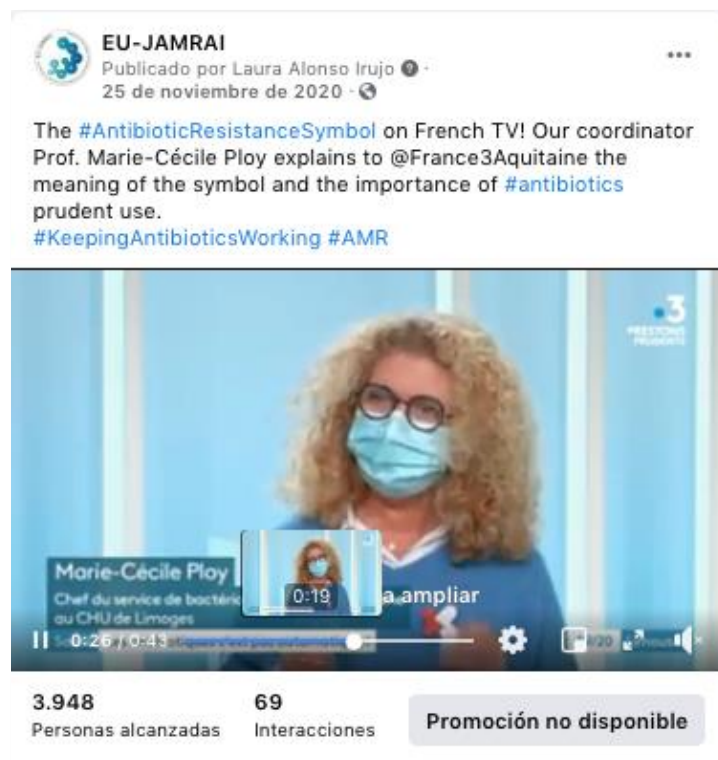 EU-JAMRAI
Publicado por Laura Alonso Irujo ·
25 de noviembre de 2020 ·
The #AntibioticResistanceSymbol on French TV! Our coordinator
Prof. Marie-Cécile Ploy explains to @France3Aquitaine the
meaning of the symbol and the importance of #antibiotics
prudent use.
#KeepingAntibioticsWorking #AMR
3
RESTONS
PRUDENTS
Marie-Cécile Ploy
Chef du service de
au CHU de Limoges
0:19
a ampliar
0:26 / 0:43
3.948
Personas alcanzadas
69
Interacciones
Promoción no disponible